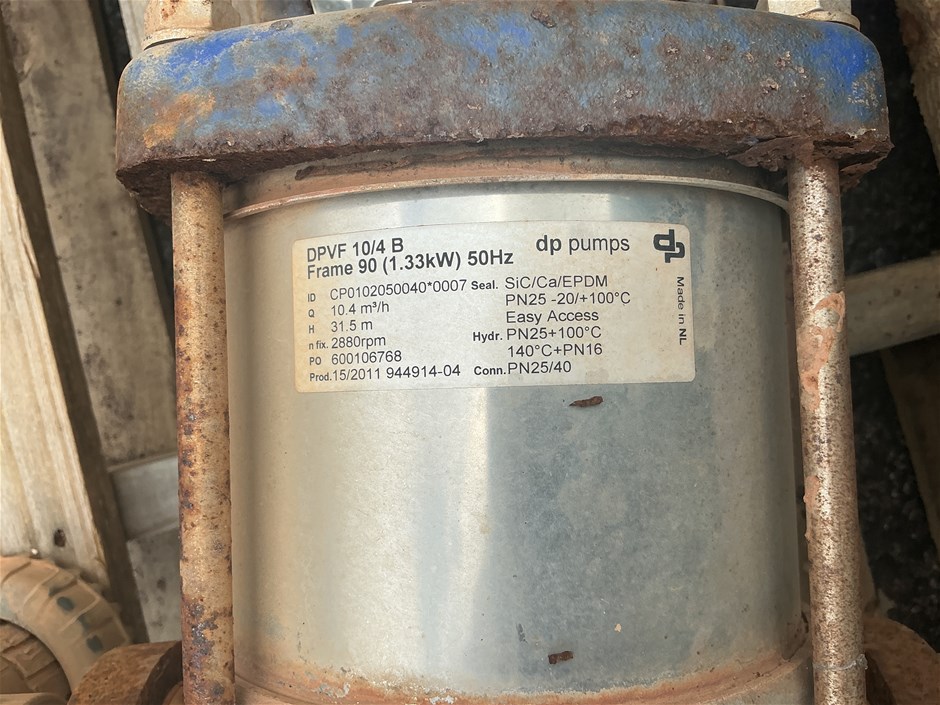 DPVF 10/4 B
Frame 90 (1.33kW) 50Hz
dp pumps
dp
ID CP0102050040*0007
Q 10.4 m³/h
H 31.5 m
n fix. 2880rpm
PO 600106768
Prod. 15/2011 944914-04
Seal. SiC/Ca/EPDM
PN25 -20/+100°C
Easy Access
Hydr. PN25+100°C
140°C+PN16
Conn. PN25/40
Made in NL